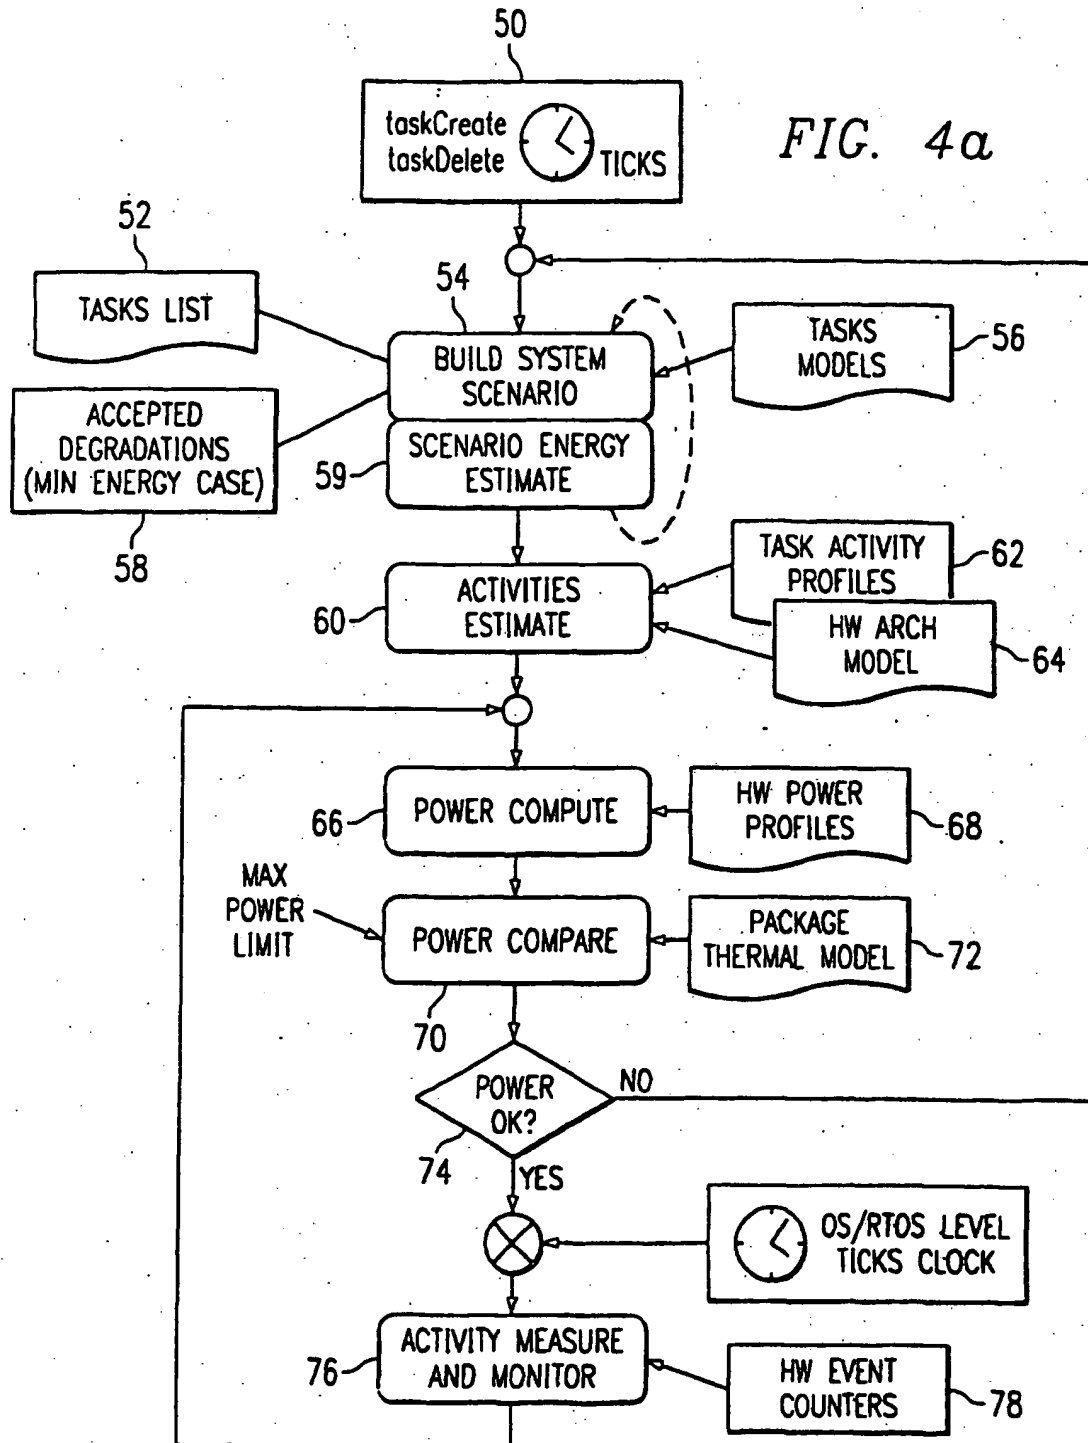 50
taskCreate
taskDelete
TICKS
FIG. 4a
52
TASKS LIST
54
BUILD SYSTEM
SCENARIO
TASKS
MODELS
56
ACCEPTED
DEGRADATIONS
(MIN ENERGY CASE)
58
59
SCENARIO ENERGY
ESTIMATE
60
ACTIVITIES
ESTIMATE
TASK ACTIVITY
PROFILES
62
HW ARCH
MODEL
64
66
POWER COMPUTE
HW POWER
PROFILES
68
MAX
POWER
LIMIT
POWER COMPARE
70
PACKAGE
THERMAL MODEL
72
POWER
OK?
74
NO
YES
OS/RTOS LEVEL
TICKS CLOCK
76
ACTIVITY MEASURE
AND MONITOR
HW EVENT
COUNTERS
78